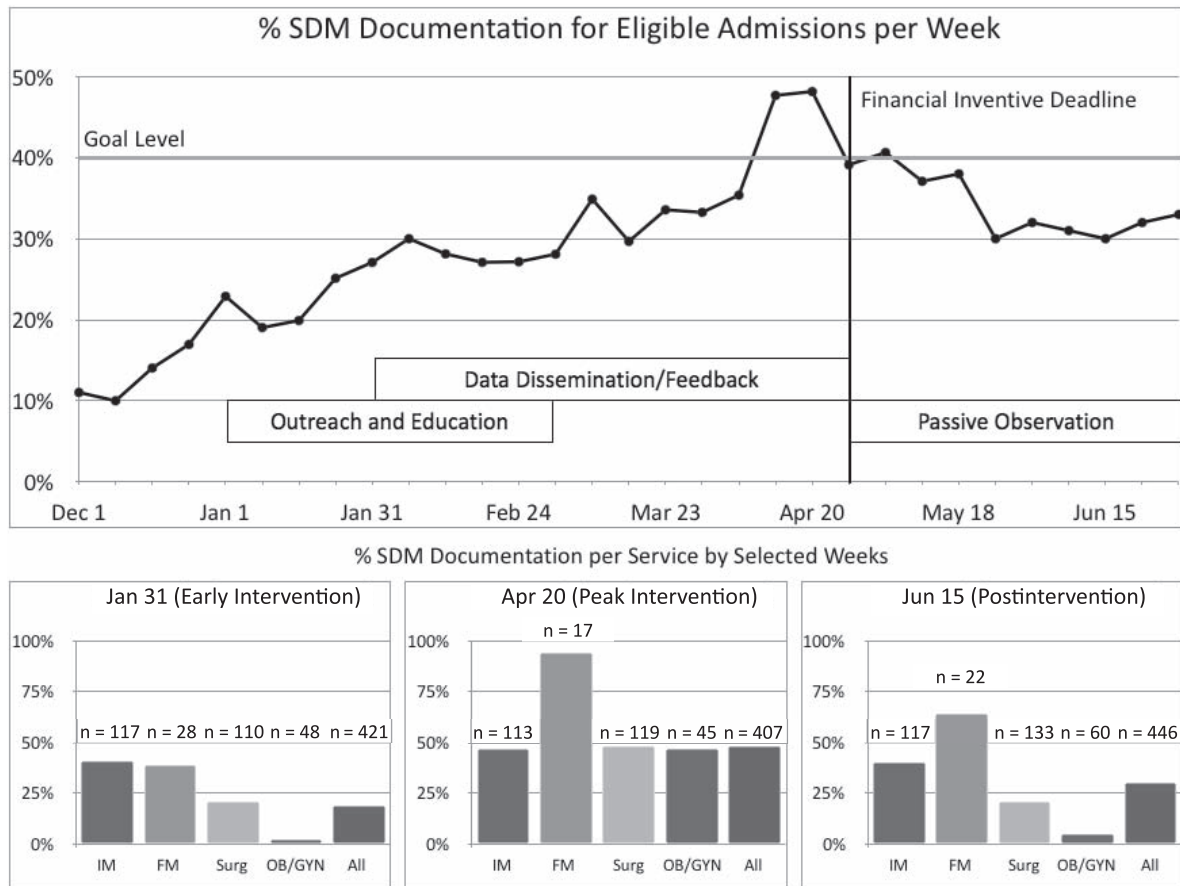 % SDM Documentation for Eligible Admissions per Week
50%
Financial Inventive Deadline
Goal Level
40%
30%
20%
Data Dissemination/Feedback
10%
Outreach and Education
Passive Observation
0%
Dec 1 Jan 1 Jan 31 Feb 24 Mar 23 Apr 20 May 18 Jun 15
% SDM Documentation per Service by Selected Weeks
Jan 31 (Early Intervention)
100%
75%
n = 117 n = 28 n = 110 n = 48 n = 421
50%
25%
0%
IM FM Surg OB/GYN All
Apr 20 (Peak Intervention)
n = 17
100%
75%
n = 113 n = 119 n = 45 n = 407
50%
25%
0%
IM FM Surg OB/GYN All
Jun 15 (Postintervention)
100%
n = 22
75%
n = 117 n = 133 n = 60 n = 446
50%
25%
0%
IM FM Surg OB/GYN All